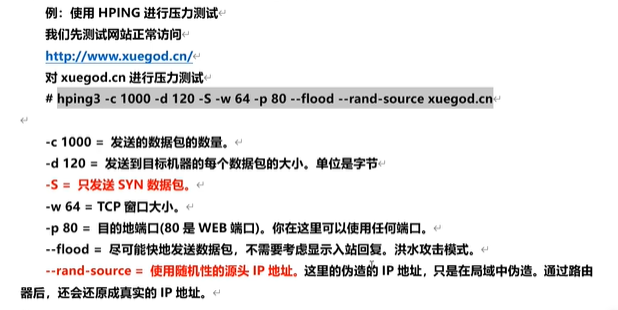 例：使用 HPING 进行压力测试
我们先测试网站正常访问
http://www.xuegod.cn/
对 xuegod.cn 进行压力测试
# hping3 -c 1000 -d 120 -S -w 64 -p 80 --flood --rand-source xuegod.cn
-c 1000 = 发送的数据包的数量。
-d 120 = 发送到目标机器的每个数据包的大小。单位是字节
-S = 只发送 SYN 数据包。
-w 64 = TCP 窗口大小。
-p 80 = 目的地端口(80 是 WEB 端口)。你在这里可以使用任何端口。
--flood = 尽可能快地发送数据包，不需要考虑显示入站回复。洪水攻击模式。
--rand-source = 使用随机性的源头 IP 地址。这里的伪造的 IP 地址，只是在局域中伪造。通过路由
器后，还会还原成真实的 IP 地址。